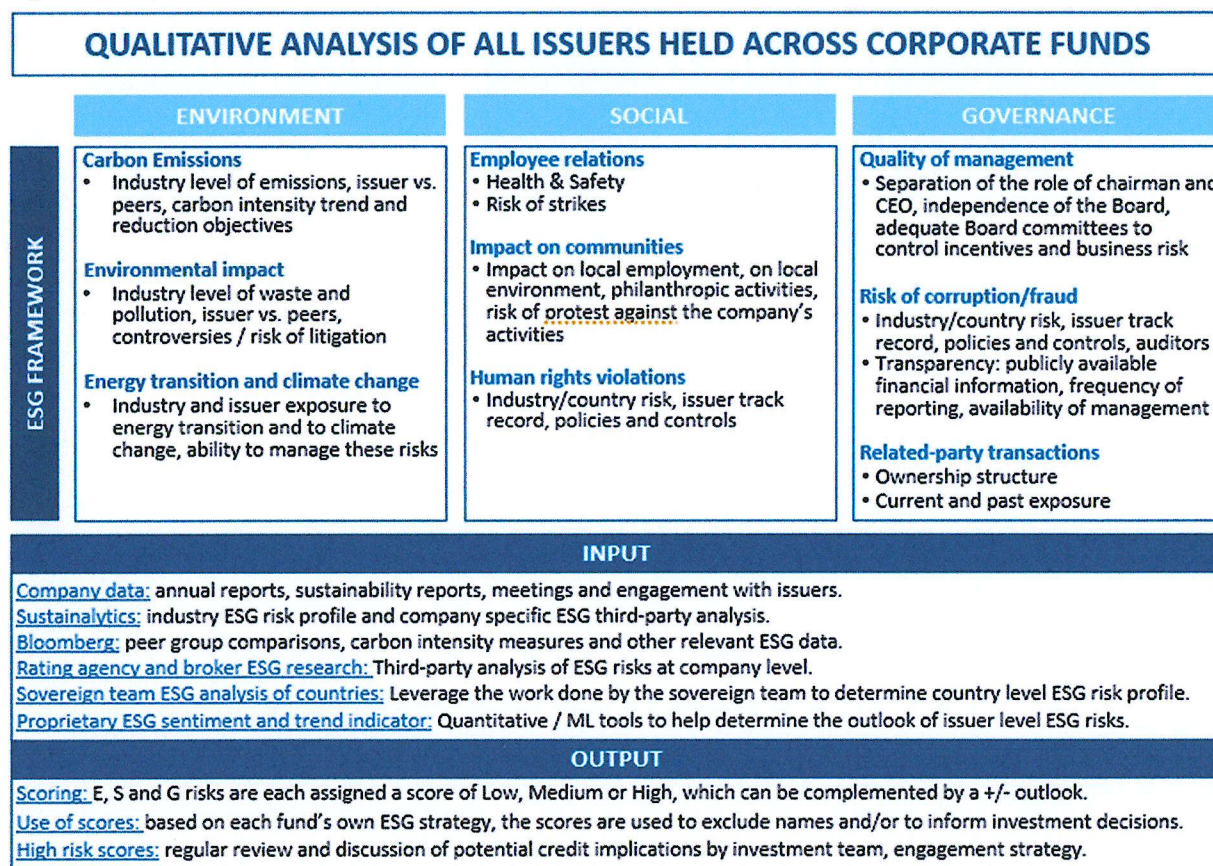 QUALITATIVE ANALYSIS OF ALL ISSUERS HELD ACROSS CORPORATE FUNDS
ESG FRAMEWORK
ENVIRONMENT
Carbon Emissions
• Industry level of emissions, issuer vs.
peers, carbon intensity trend and
reduction objectives
Environmental impact
• Industry level of waste and
pollution, issuer vs. peers,
controversies / risk of litigation
Energy transition and climate change
• Industry and issuer exposure to
energy transition and to climate
change, ability to manage these risks
SOCIAL
Employee relations
• Health & Safety
• Risk of strikes
Impact on communities
• Impact on local employment, on local
environment, philanthropic activities,
risk of protest against the company's
activities
Human rights violations
• Industry/country risk, issuer track
record, policies and controls
GOVERNANCE
Quality of management
• Separation of the role of chairman and
CEO, independence of the Board,
adequate Board committees to
control incentives and business risk
Risk of corruption/fraud
• Industry/country risk, issuer track
record, policies and controls, auditors
• Transparency: publicly available
financial information, frequency of
reporting, availability of management
Related-party transactions
• Ownership structure
• Current and past exposure
INPUT
Company data: annual reports, sustainability reports, meetings and engagement with issuers.
Sustainalytics: industry ESG risk profile and company specific ESG third-party analysis.
Bloomberg: peer group comparisons, carbon intensity measures and other relevant ESG data.
Rating agency and broker ESG research: Third-party analysis of ESG risks at company level.
Sovereign team ESG analysis of countries: Leverage the work done by the sovereign team to determine country level ESG risk profile.
Proprietary ESG sentiment and trend indicator: Quantitative / ML tools to help determine the outlook of issuer level ESG risks.
OUTPUT
Scoring: E, S and G risks are each assigned a score of Low, Medium or High, which can be complemented by a +/- outlook.
Use of scores: based on each fund's own ESG strategy, the scores are used to exclude names and/or to inform investment decisions.
High risk scores: regular review and discussion of potential credit implications by investment team, engagement strategy.